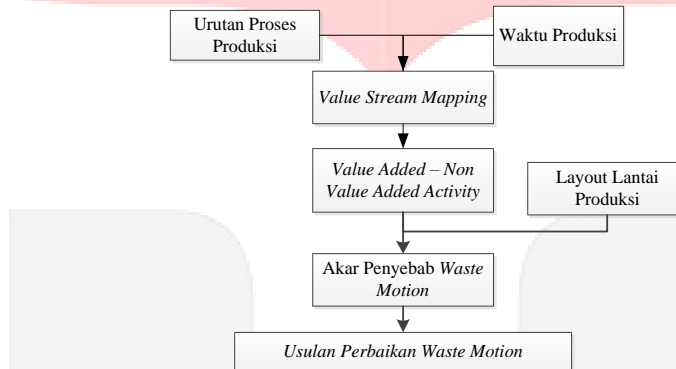 Urutan Proses
Produksi
Waktu Produksi
Value Stream Mapping
Value Added – Non
Value Added Activity
Layout Lantai
Produksi
Akar Penyebab Waste
Motion
Usulan Perbaikan Waste Motion